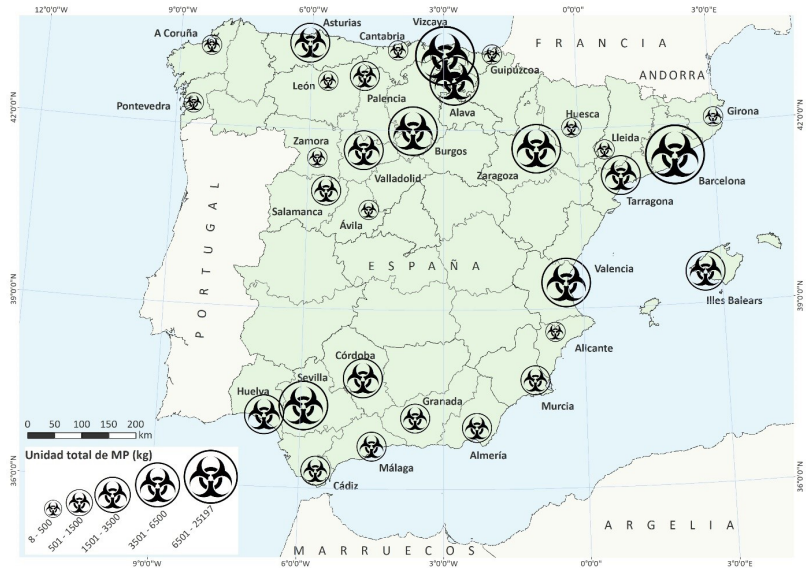 12°0'0"O 9°0'0"O 6°0'0"O 3°0'0"O 0°0'0" 3°0'0"E
A Coruña
Asturias
Cantabria
Vizcaya
Guipúzcoa
FRANCIA
ANDORRA
León
Palencia
Alava
Pontevedra
Huesca
Girona
42°0'0"N
42°0'0"N
Zamora
Burgos
Lleida
Valladolid
Zaragoza
Barcelona
Salamanca
Ávila
Tarragona
PORTUGAL
ESPAÑA
Valencia
Illes Balears
39°0'0"N
39°0'0"N
Alicante
Córdoba
Huelva
Sevilla
Granada
Murcia
0 50 100 150 200
km
Almería
Málaga
Cádiz
Unidad total de MP (kg)
8 - 500
501 - 1500
1501 - 3500
3501 - 6500
6501 - 25197
36°0'0"N
36°0'0"N
ARGELIA
MARRUECOS
9°0'0"O 6°0'0"O 3°0'0"O 0°0'0" 3°0'0"E